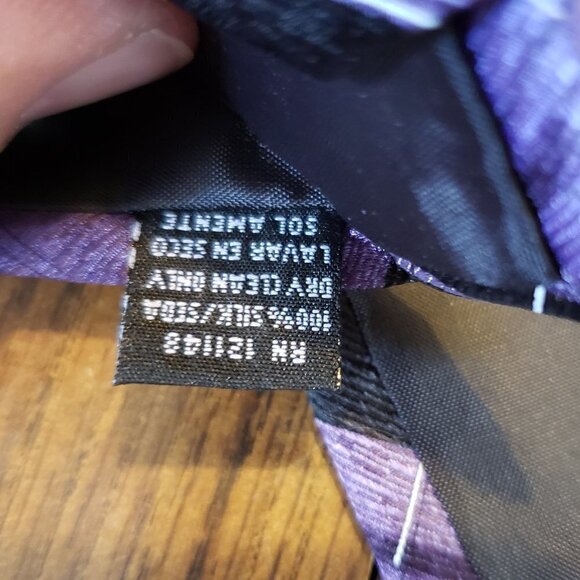 RN 121148
100% SILK/SEDA
DRY CLEAN ONLY
LAVAR EN SECO
SOLAMENTE